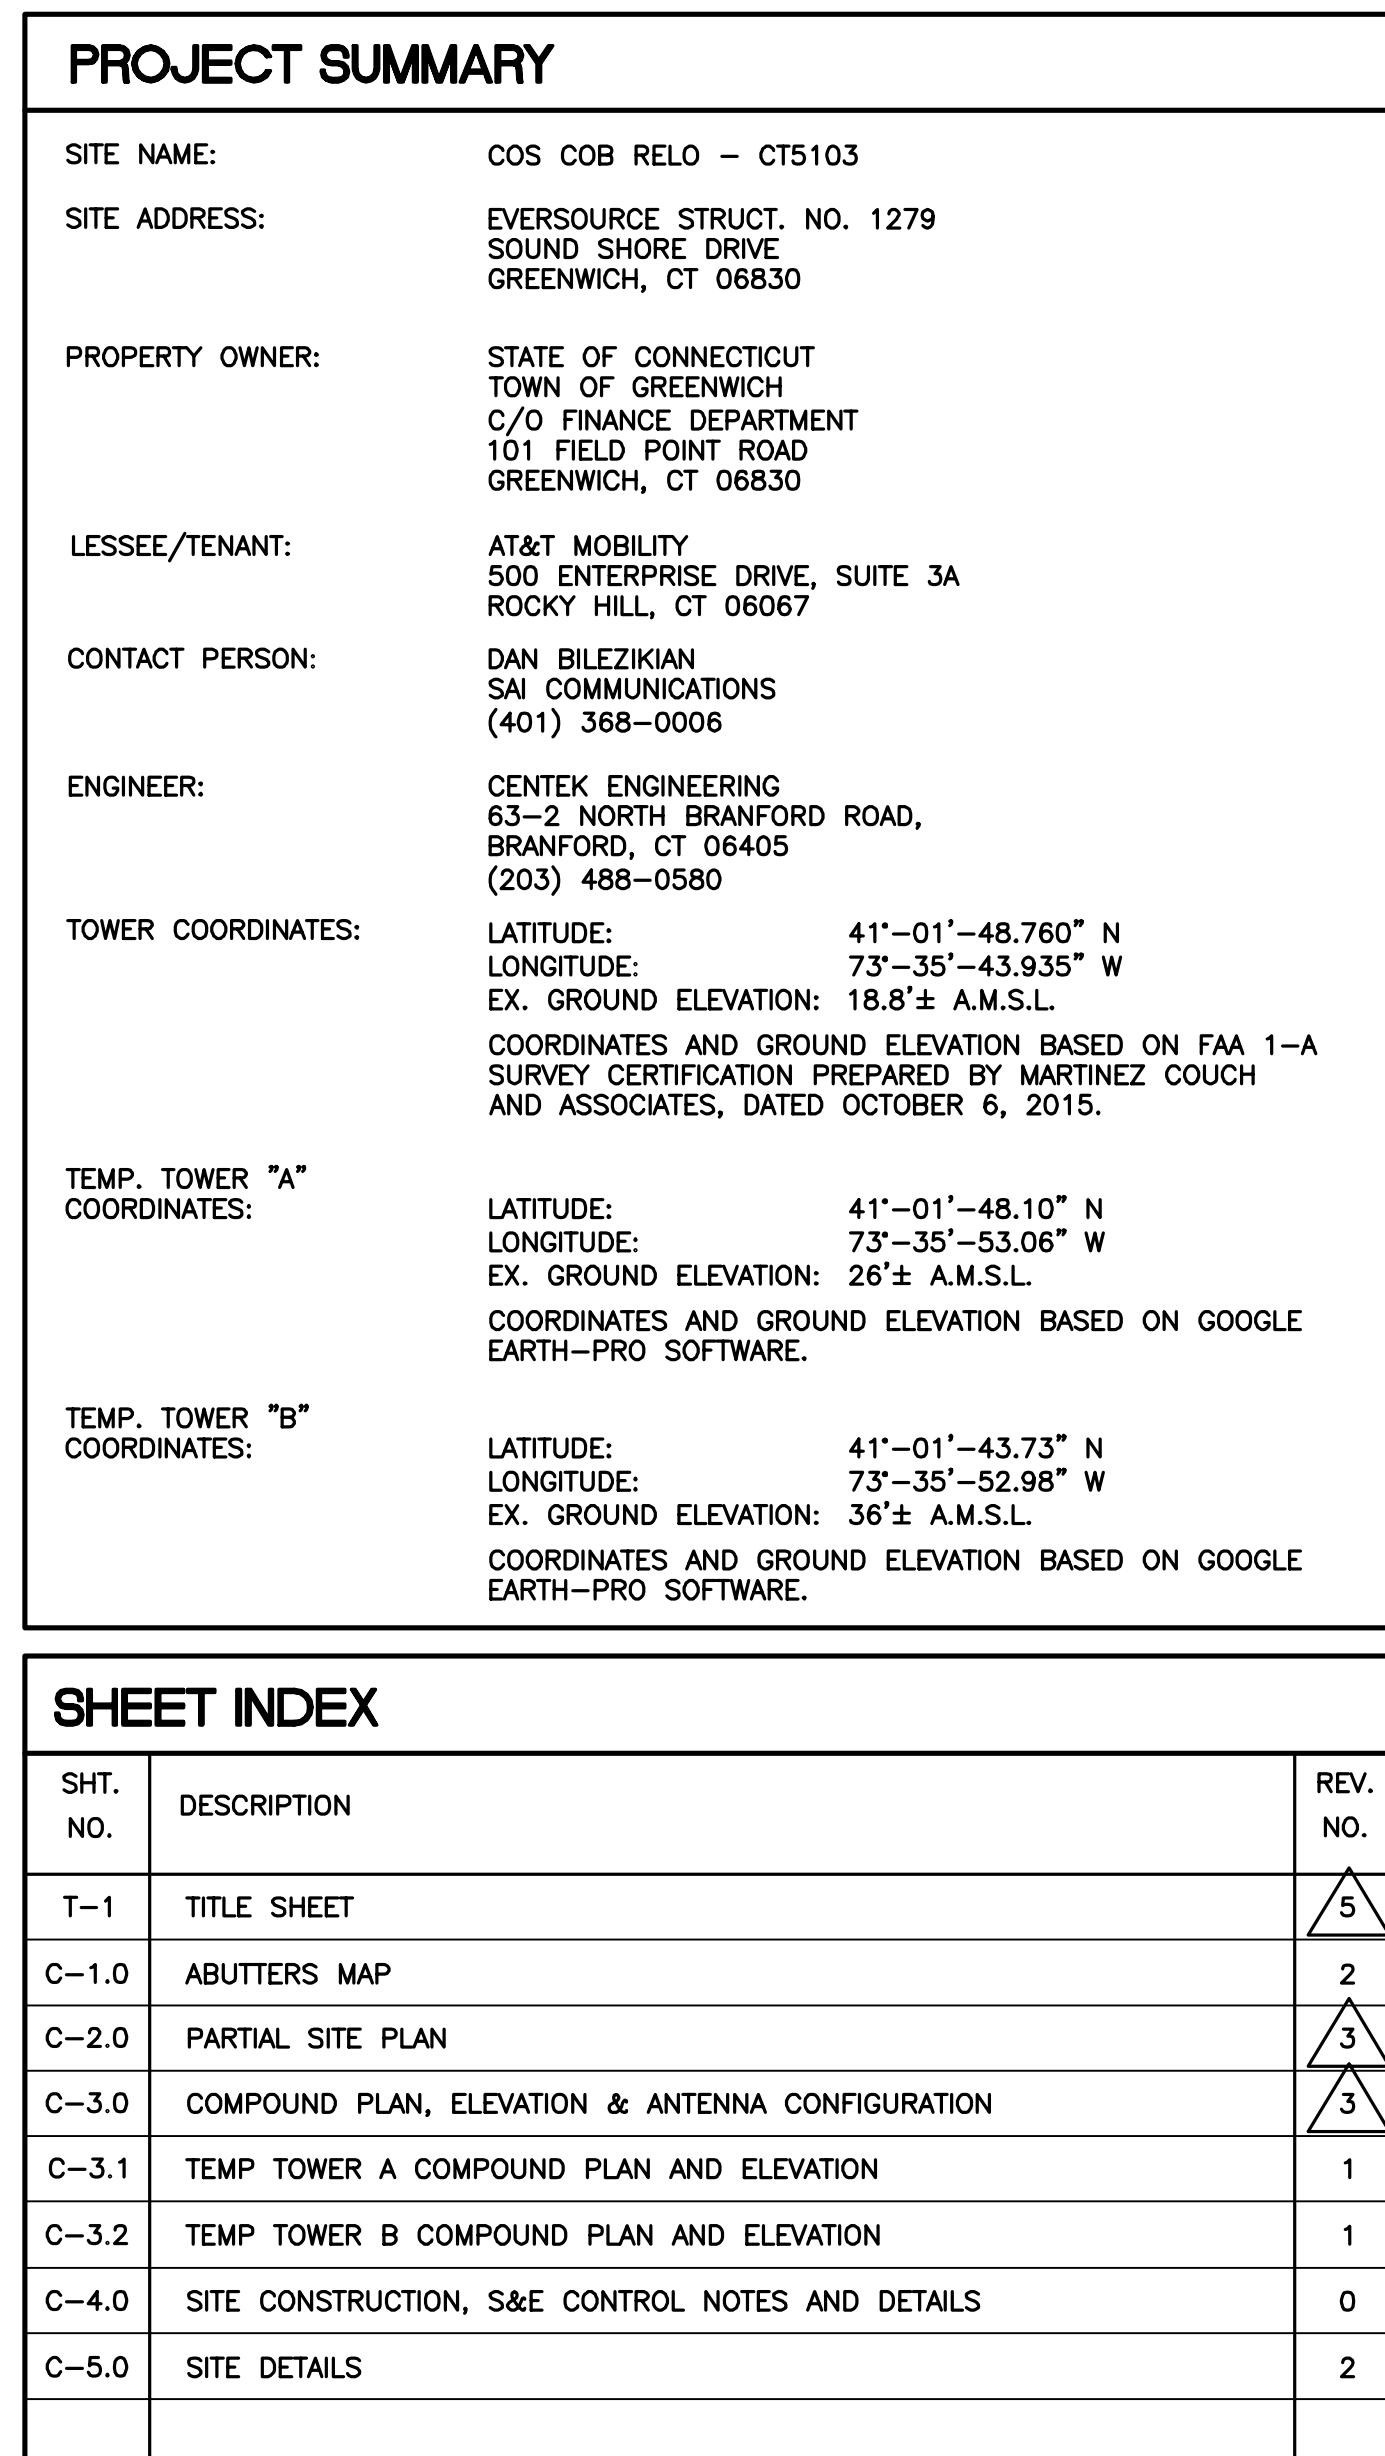 PROJECT SUMMARY
SITE NAME: COS COB RELO – CT5103
SITE ADDRESS: EVERSOURCE STRUCT. NO. 1279
SOUND SHORE DRIVE
GREENWICH, CT 06830
PROPERTY OWNER: STATE OF CONNECTICUT
TOWN OF GREENWICH
C/O FINANCE DEPARTMENT
101 FIELD POINT ROAD
GREENWICH, CT 06830
LESSEE/TENANT: AT&T MOBILITY
500 ENTERPRISE DRIVE, SUITE 3A
ROCKY HILL, CT 06067
CONTACT PERSON: DAN BILEZIKIAN
SAI COMMUNICATIONS
(401) 368–0006
ENGINEER: CENTEK ENGINEERING
63–2 NORTH BRANFORD ROAD,
BRANFORD, CT 06405
(203) 488–0580
TOWER COORDINATES: LATITUDE: 41°–01'–48.760" N
LONGITUDE: 73°–35'–43.935" W
EX. GROUND ELEVATION: 18.8'± A.M.S.L.
COORDINATES AND GROUND ELEVATION BASED ON FAA 1–A
SURVEY CERTIFICATION PREPARED BY MARTINEZ COUCH
AND ASSOCIATES, DATED OCTOBER 6, 2015.
TEMP. TOWER "A"
COORDINATES: LATITUDE: 41°–01'–48.10" N
LONGITUDE: 73°–35'–53.06" W
EX. GROUND ELEVATION: 26'± A.M.S.L.
COORDINATES AND GROUND ELEVATION BASED ON GOOGLE
EARTH–PRO SOFTWARE.
TEMP. TOWER "B"
COORDINATES: LATITUDE: 41°–01'–43.73" N
LONGITUDE: 73°–35'–52.98" W
EX. GROUND ELEVATION: 36'± A.M.S.L.
COORDINATES AND GROUND ELEVATION BASED ON GOOGLE
EARTH–PRO SOFTWARE.
SHEET INDEX
SHT. NO. DESCRIPTION REV. NO.
T–1 TITLE SHEET 5
C–1.0 ABUTTERS MAP 2
C–2.0 PARTIAL SITE PLAN 3
C–3.0 COMPOUND PLAN, ELEVATION & ANTENNA CONFIGURATION 3
C–3.1 TEMP TOWER A COMPOUND PLAN AND ELEVATION 1
C–3.2 TEMP TOWER B COMPOUND PLAN AND ELEVATION 1
C–4.0 SITE CONSTRUCTION, S&E CONTROL NOTES AND DETAILS 0
C–5.0 SITE DETAILS 2